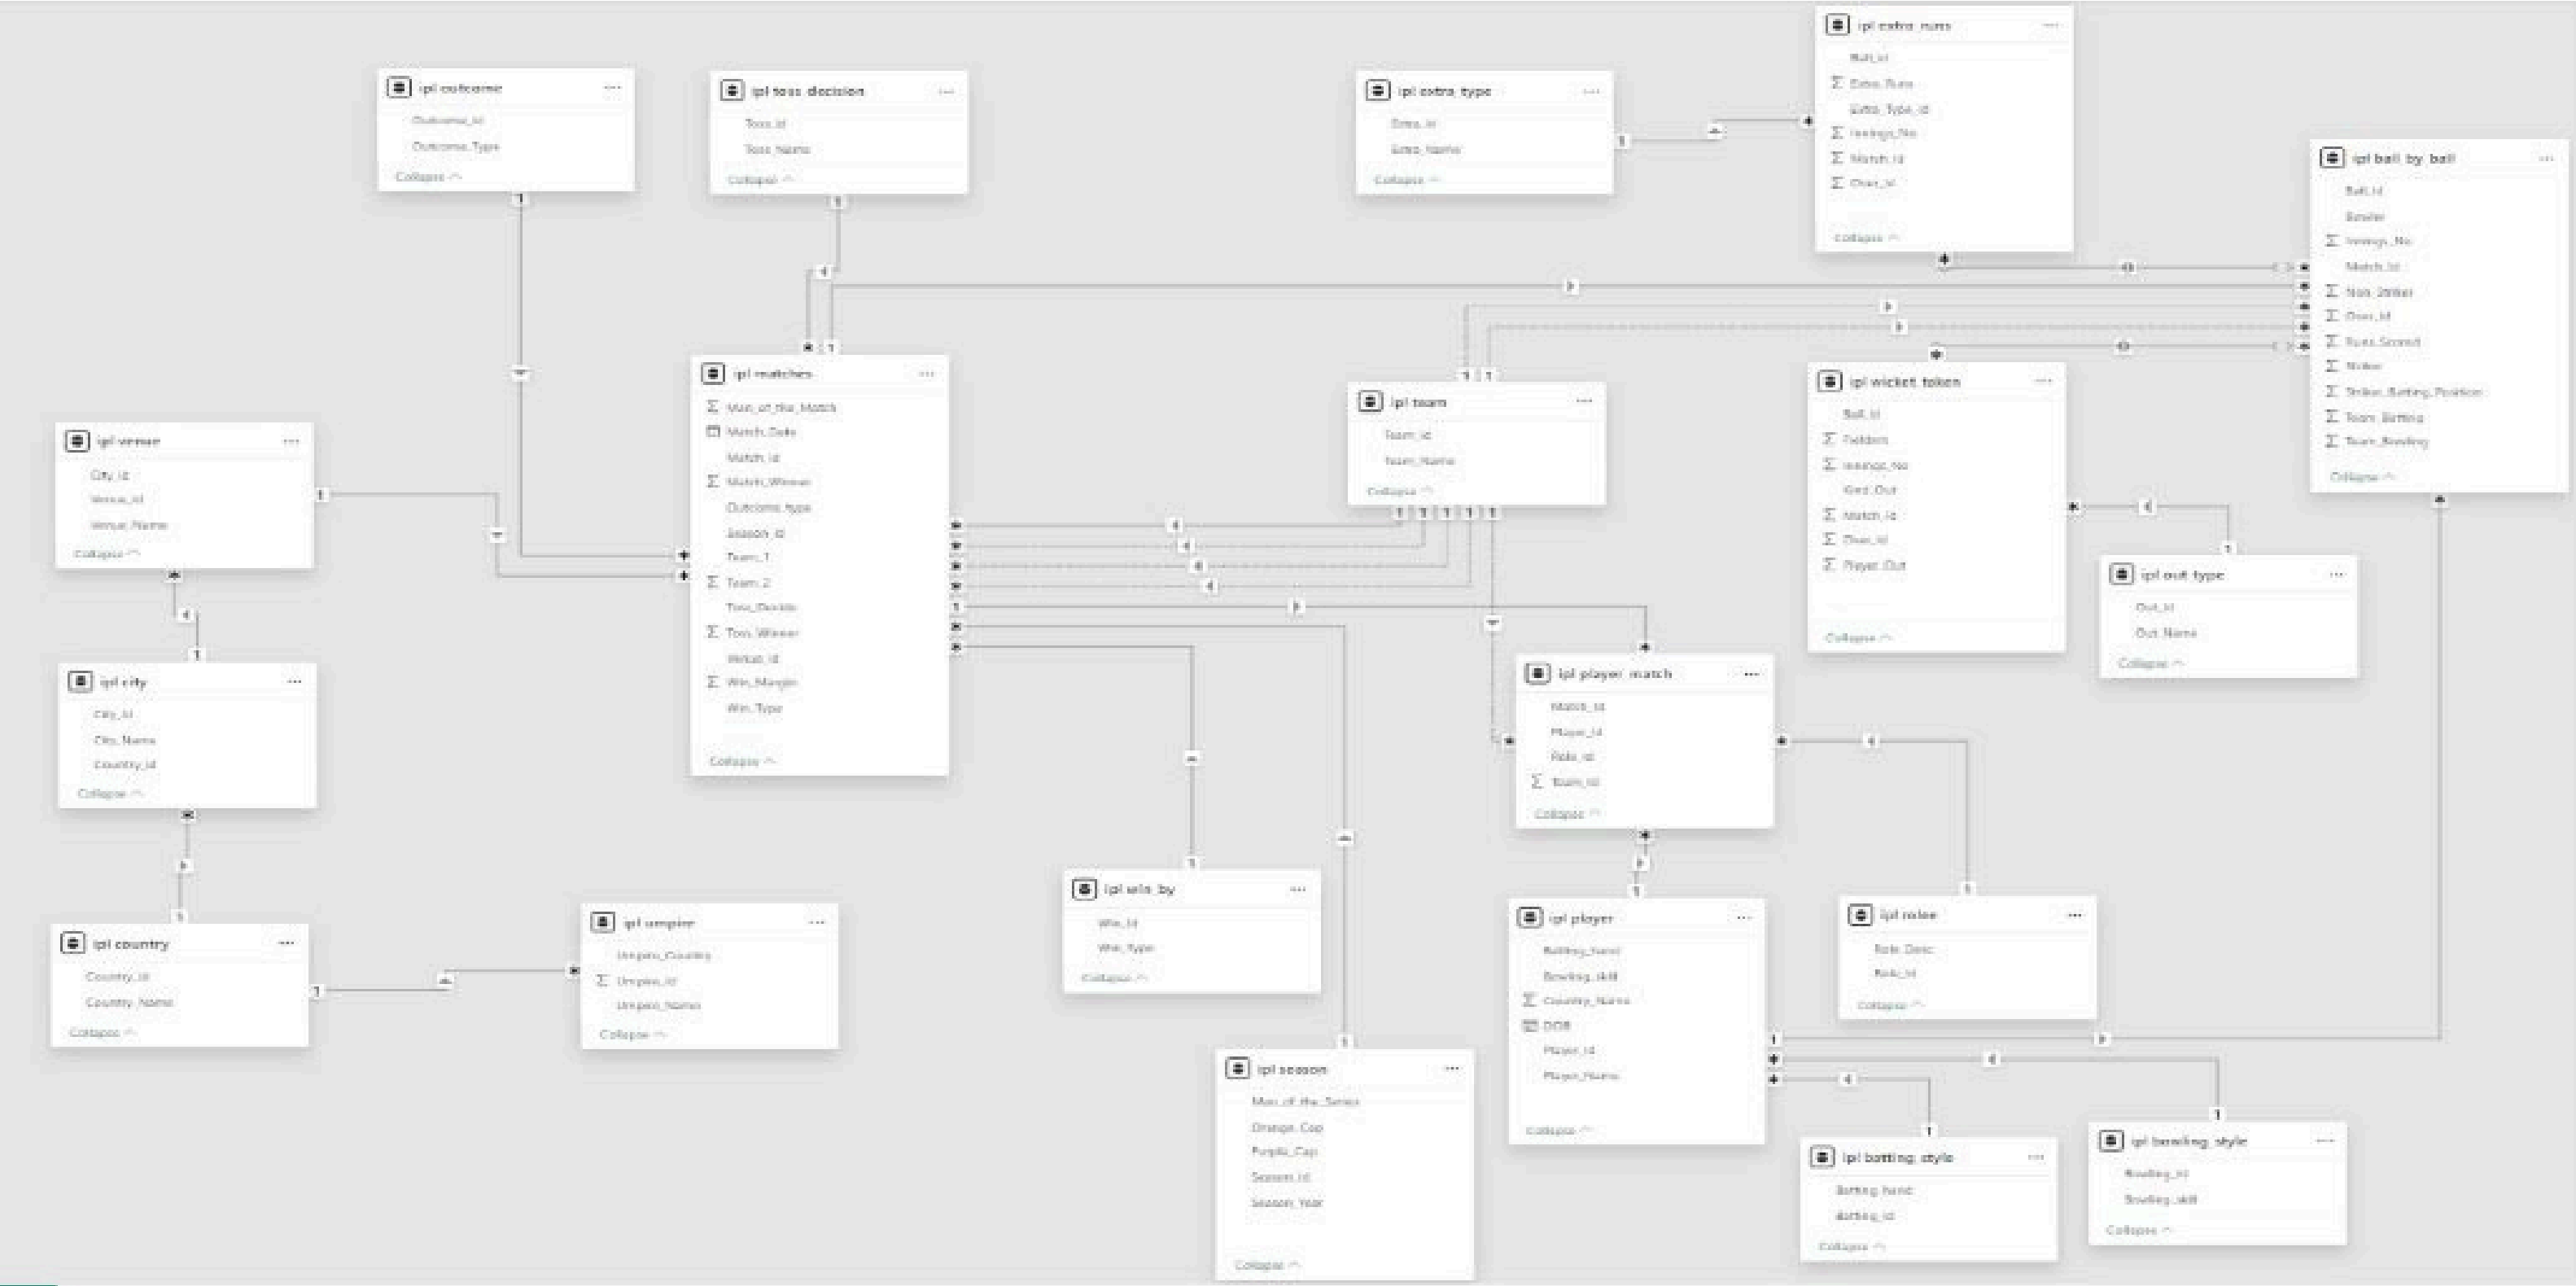 ipl outcome
Outcome_Id
Outcome_Type
Collapse
ipl toss_decision
Toss_Id
Toss_Name
Collapse
ipl extra_type
Extra_Id
Extra_Name
Collapse
ipl extra_runs
Ball_Id
Extra_Runs
Extra_Type_Id
Innings_No
Match_Id
Over_Id
Collapse
ipl ball_by_ball
Ball_Id
Bowler
Innings_No
Match_Id
Non_Striker
Over_Id
Runs_Scored
Striker
Striker_Batting_Position
Team_Batting
Team_Bowling
Collapse
ipl matches
Man_of_the_Match
Match_Date
Match_Id
Match_Winner
Outcome_type
Season_Id
Team_1
Team_2
Toss_Decide
Toss_Winner
Venue_Id
Win_Margin
Win_Type
Collapse
ipl team
Team_Id
Team_Name
Collapse
ipl wicket_taken
Ball_Id
Fielders
Innings_No
Kind_Out
Match_Id
Over_Id
Player_Out
Collapse
ipl venue
City_Id
Venue_Id
Venue_Name
Collapse
ipl out_type
Out_Id
Out_Name
Collapse
ipl city
City_Id
City_Name
Country_id
Collapse
ipl player_match
Match_Id
Player_Id
Role_Id
Team_Id
Collapse
ipl country
Country_Id
Country_Name
Collapse
ipl umpire
Umpire_Country
Umpire_Id
Umpire_Name
Collapse
ipl win_by
Win_Id
Win_Type
Collapse
ipl player
Batting_hand
Bowling_skill
Country_Name
DOB
Player_Id
Player_Name
Collapse
ipl rolee
Role_Desc
Role_Id
Collapse
ipl season
Man_of_the_Series
Orange_Cap
Purple_Cap
Season_Id
Season_Year
Collapse
ipl batting_style
Batting_hand
Batting_Id
Collapse
ipl bowling_style
Bowling_Id
Bowling_skill
Collapse